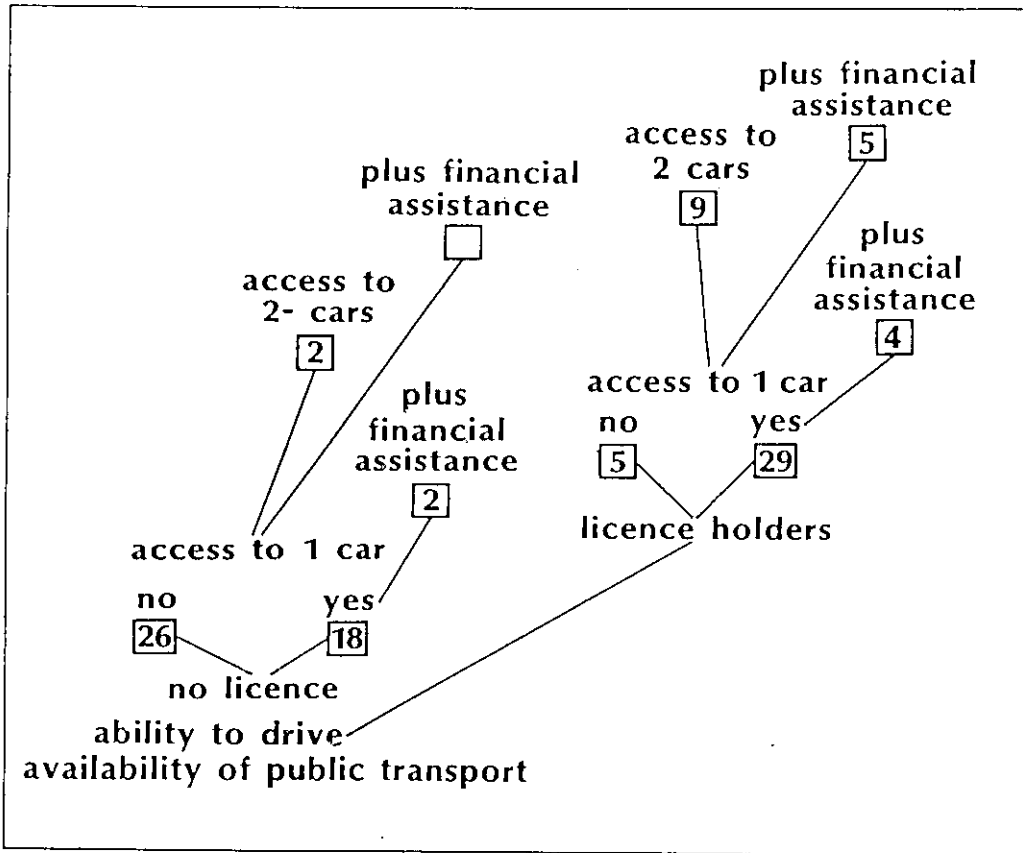 plus financial
assistance
5
access to
2 cars
9
plus
financial
assistance
4
access to 1 car
no
yes
5
29
licence holders
plus financial
assistance
access to
2- cars
2
plus
financial
assistance
2
access to 1 car
no
yes
26
18
no licence
ability to drive
availability of public transport